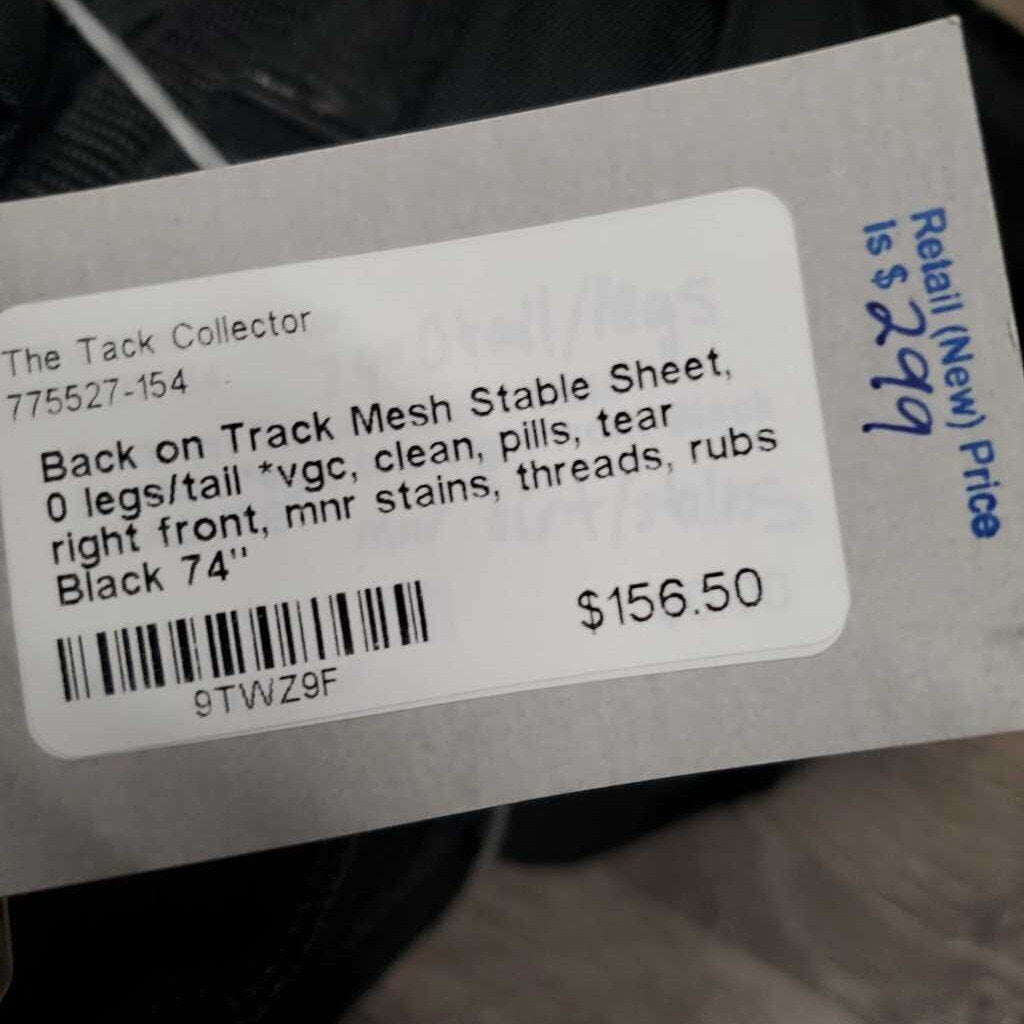 The Tack Collector
775527-154
Back on Track Mesh Stable Sheet,
0 legs/tail *vgc, clean, pills, tear
right front, mnr stains, threads, rubs
Black 74"
$156.50
9TWZ9F
Retail (New) Price
is $299